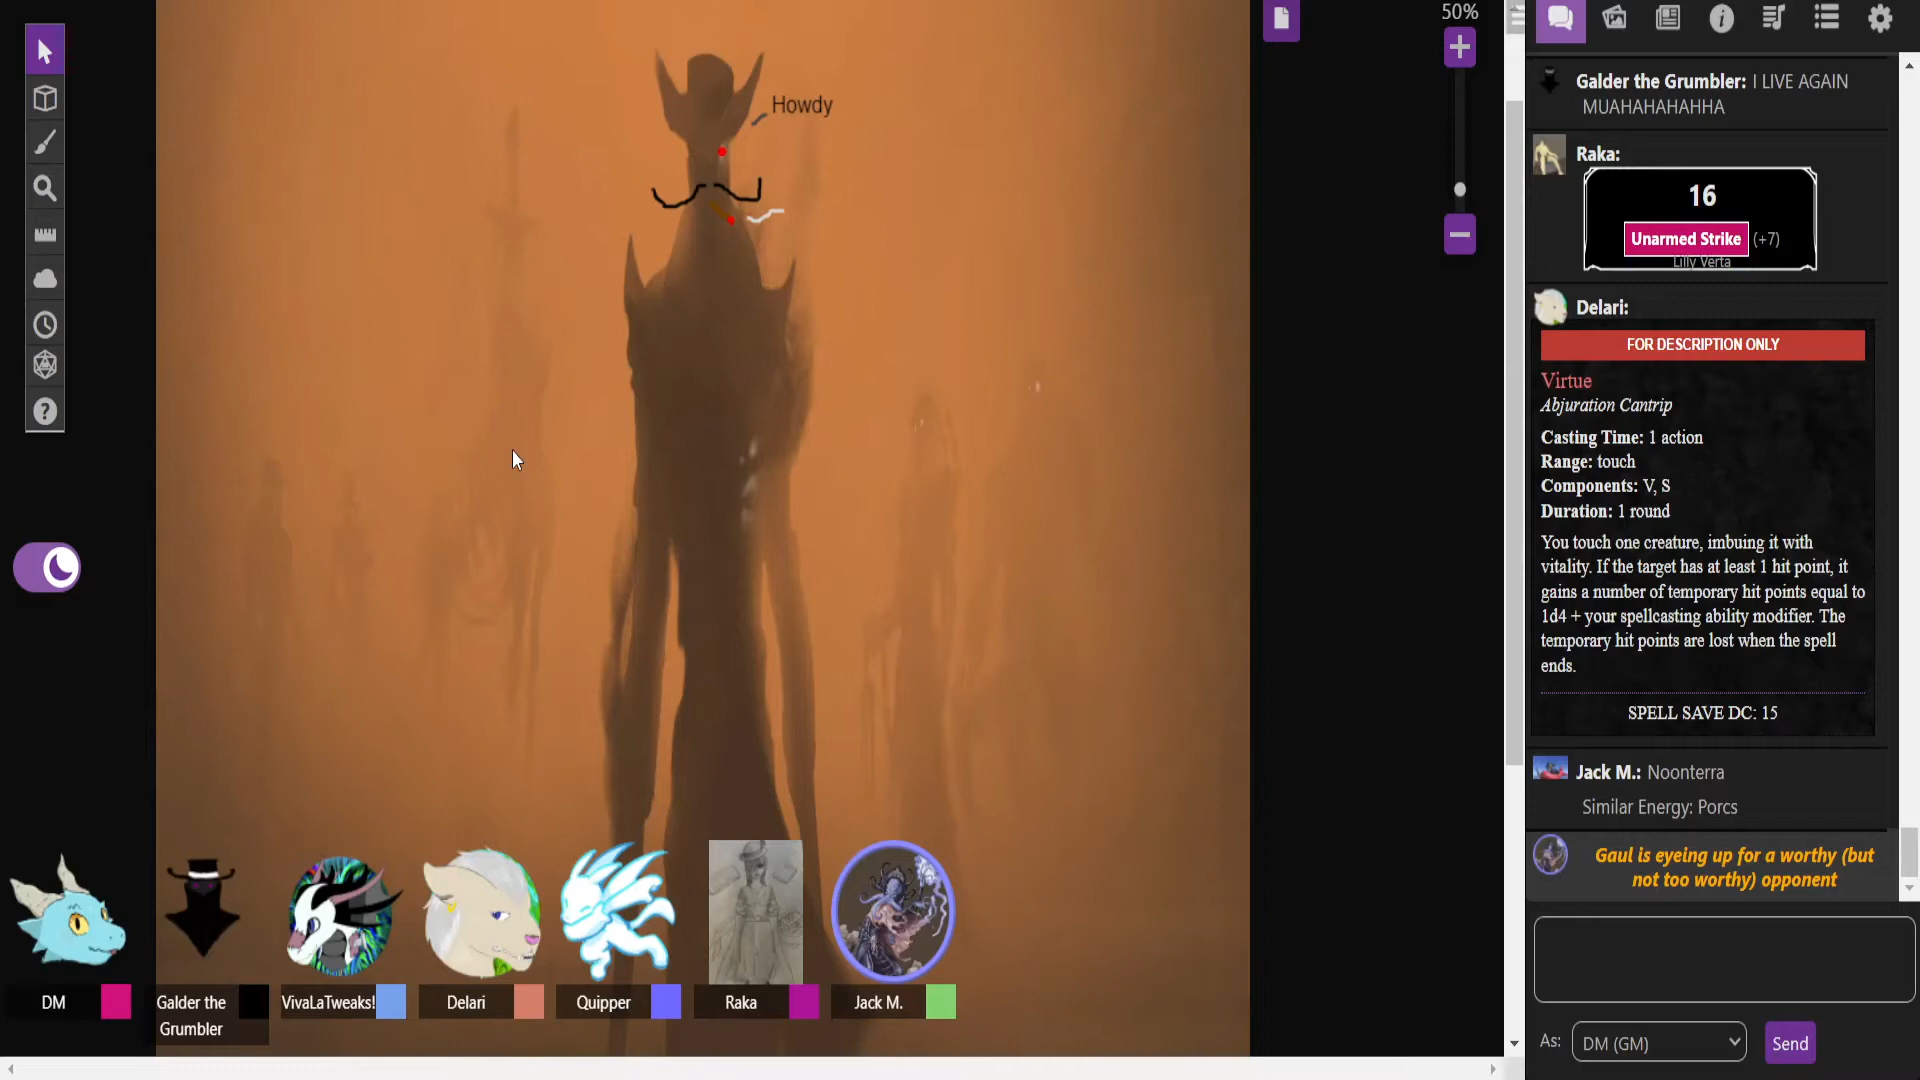 50%
Howdy
Galder the Grumbler: I LIVE AGAIN
MUAHAHAHAHHA
Raka:
16
Unarmed Strike (+7)
Lilly Verta
Delari:
FOR DESCRIPTION ONLY
Virtue
Abjuration Cantrip
Casting Time: 1 action
Range: touch
Components: V, S
Duration: 1 round
You touch one creature, imbuing it with
vitality. If the target has at least 1 hit point, it
gains a number of temporary hit points equal to
1d4 + your spellcasting ability modifier. The
temporary hit points are lost when the spell
ends.
SPELL SAVE DC: 15
Jack M.: Noonterra
Similar Energy: Porcs
Gaul is eyeing up for a worthy (but
not too worthy) opponent
As: DM (GM) Send
DM
Galder the
Grumbler
VivaLaTweaks!
Delari
Quipper
Raka
Jack M.